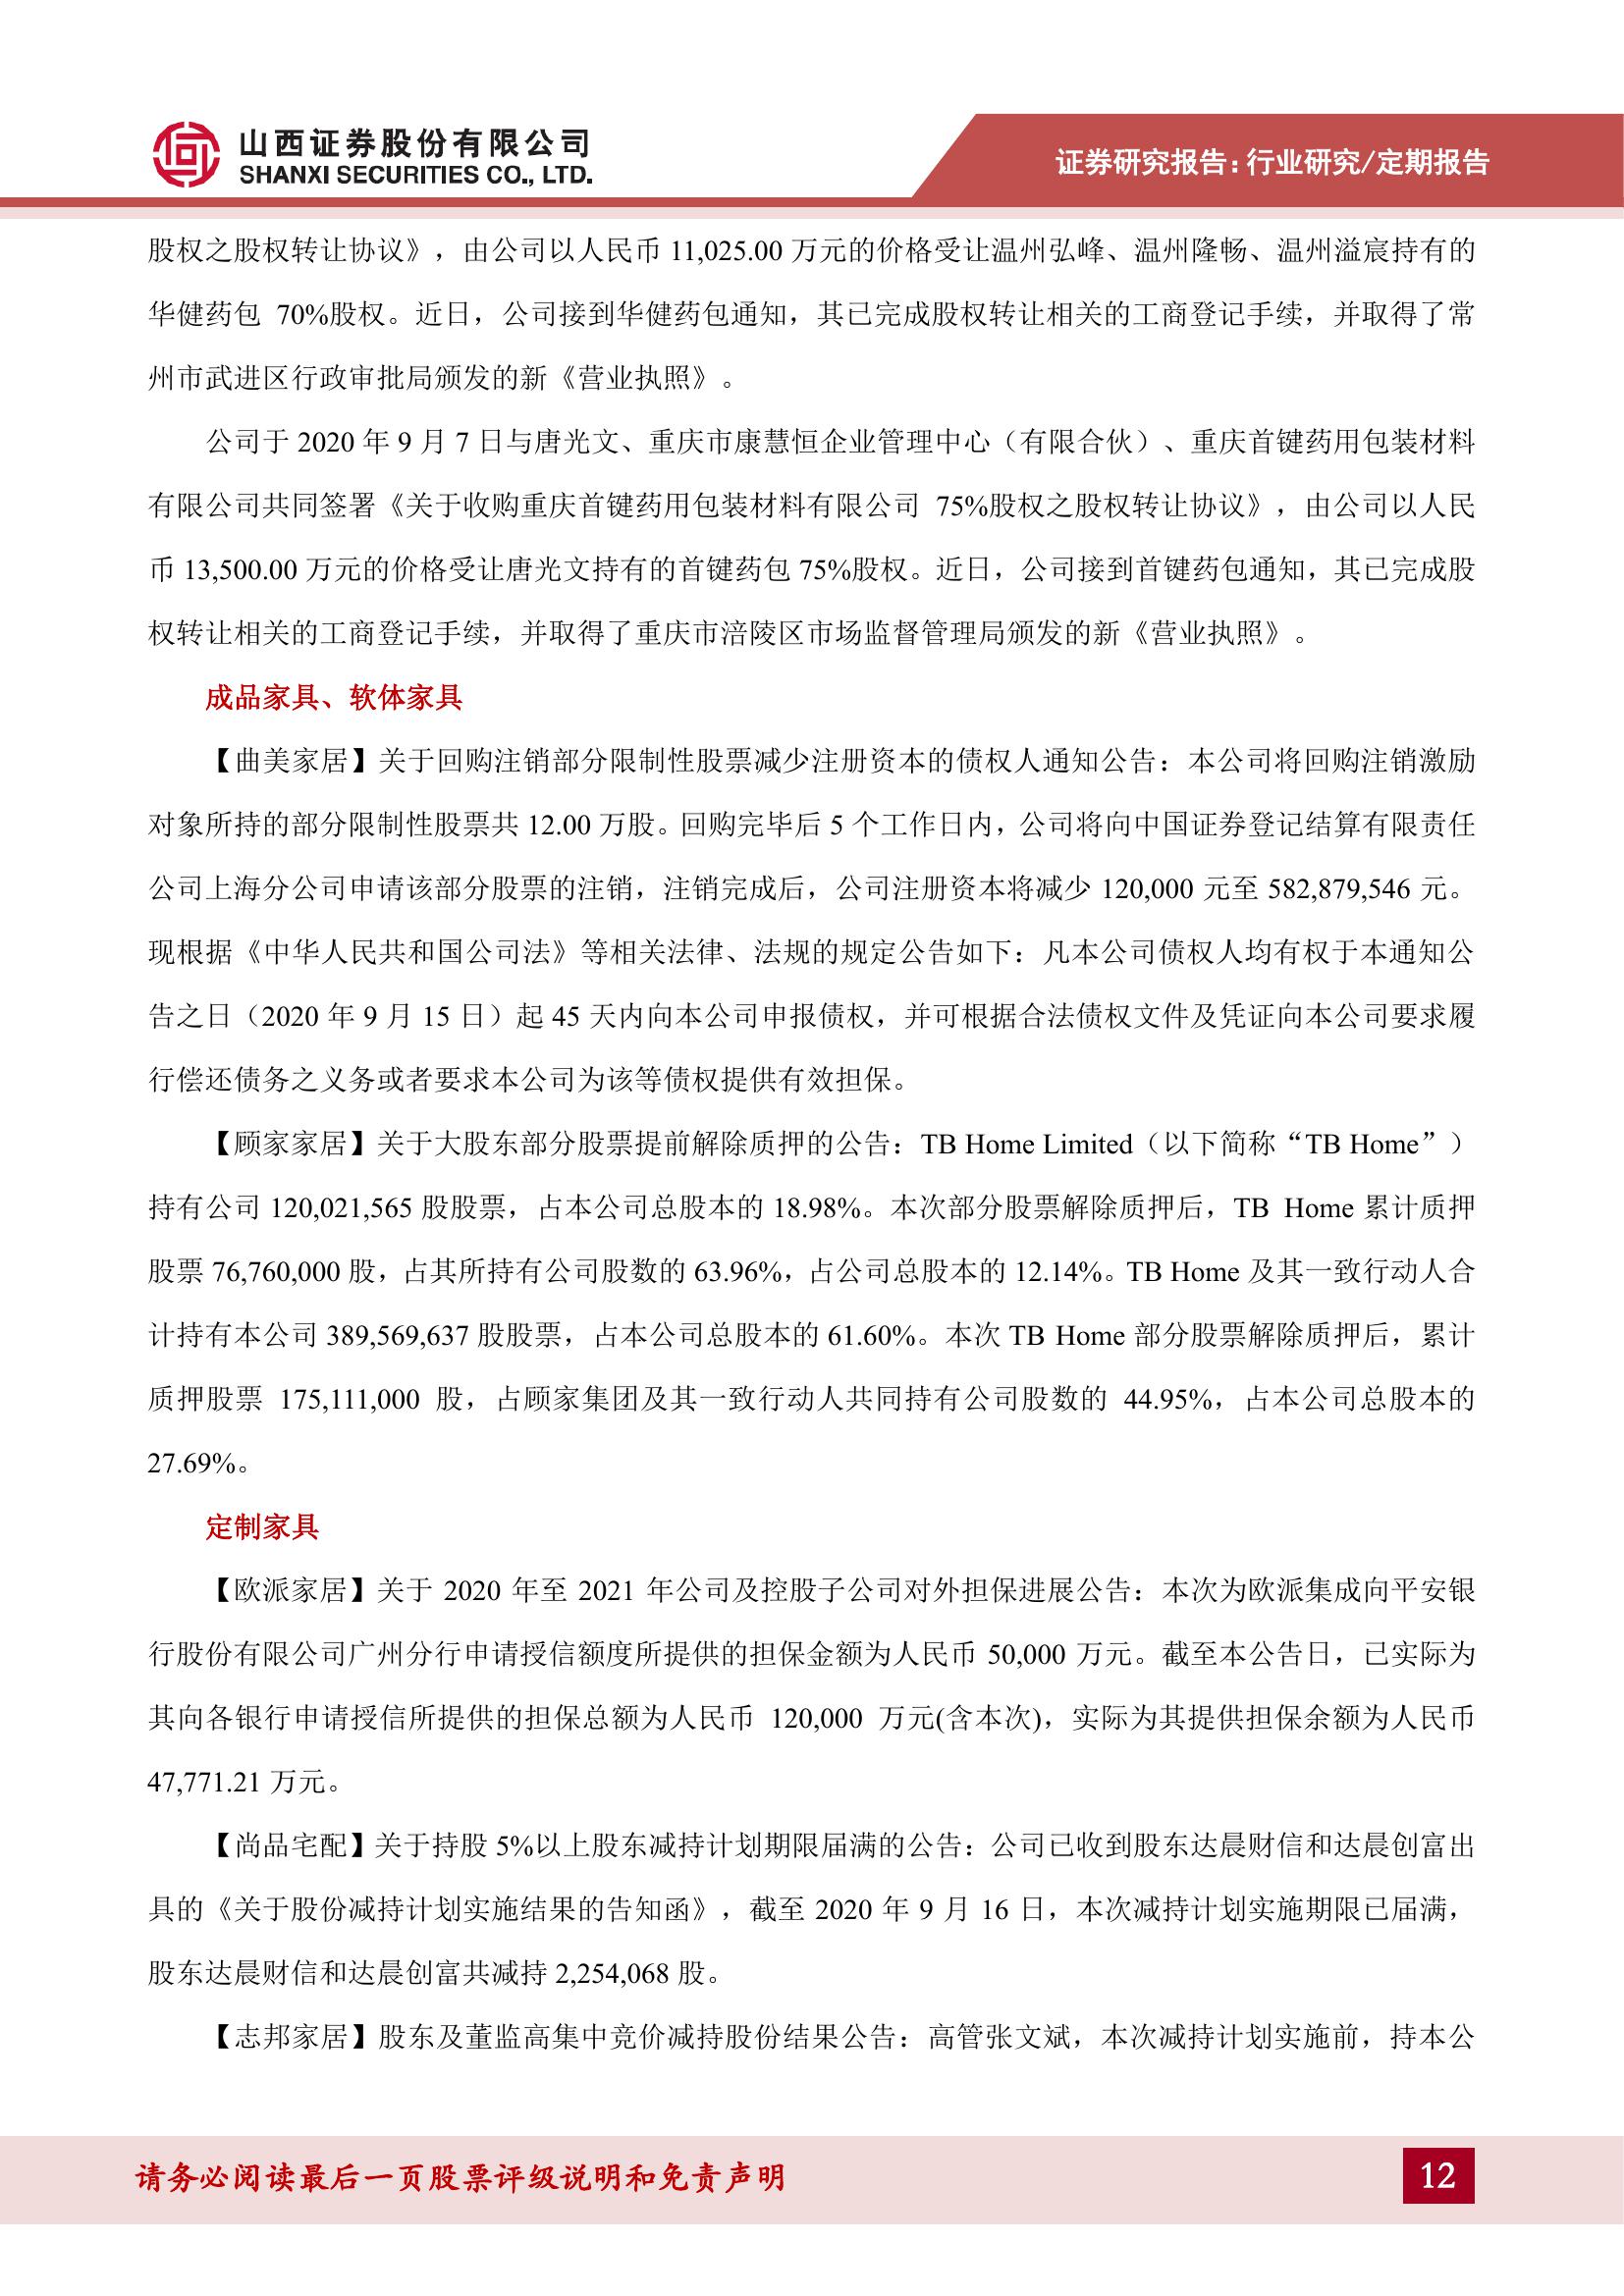 山西证券股份有限公司
SHANXI SECURITIES CO., LTD.
证券研究报告：行业研究/定期报告
股权之股权转让协议》，由公司以人民币 11,025.00 万元的价格受让温州弘峰、温州隆畅、温州溢宸持有的
华健药包 70%股权。近日，公司接到华健药包通知，其已完成股权转让相关的工商登记手续，并取得了常
州市武进区行政审批局颁发的新《营业执照》。
公司于 2020 年 9 月 7 日与唐光文、重庆市康慧恒企业管理中心（有限合伙）、重庆首键药用包装材料
有限公司共同签署《关于收购重庆首键药用包装材料有限公司 75%股权之股权转让协议》，由公司以人民
币 13,500.00 万元的价格受让唐光文持有的首键药包 75%股权。近日，公司接到首键药包通知，其已完成股
权转让相关的工商登记手续，并取得了重庆市涪陵区市场监督管理局颁发的新《营业执照》。
成品家具、软体家具
【曲美家居】关于回购注销部分限制性股票减少注册资本的债权人通知公告：本公司将回购注销激励
对象所持的部分限制性股票共 12.00 万股。回购完毕后 5 个工作日内，公司将向中国证券登记结算有限责任
公司上海分公司申请该部分股票的注销，注销完成后，公司注册资本将减少 120,000 元至 582,879,546 元。
现根据《中华人民共和国公司法》等相关法律、法规的规定公告如下：凡本公司债权人均有权于本通知公
告之日（2020 年 9 月 15 日）起 45 天内向本公司申报债权，并可根据合法债权文件及凭证向本公司要求履
行偿还债务之义务或者要求本公司为该等债权提供有效担保。
【顾家家居】关于大股东部分股票提前解除质押的公告：TB Home Limited（以下简称“TB Home”）
持有公司 120,021,565 股股票，占本公司总股本的 18.98%。本次部分股票解除质押后，TB Home 累计质押
股票 76,760,000 股，占其所持有公司股数的 63.96%，占公司总股本的 12.14%。TB Home 及其一致行动人合
计持有本公司 389,569,637 股股票，占本公司总股本的 61.60%。本次 TB Home 部分股票解除质押后，累计
质押股票 175,111,000 股，占顾家集团及其一致行动人共同持有公司股数的 44.95%，占本公司总股本的
27.69%。
定制家具
【欧派家居】关于 2020 年至 2021 年公司及控股子公司对外担保进展公告：本次为欧派集成向平安银
行股份有限公司广州分行申请授信额度所提供的担保金额为人民币 50,000 万元。截至本公告日，已实际为
其向各银行申请授信所提供的担保总额为人民币 120,000 万元(含本次)，实际为其提供担保余额为人民币
47,771.21 万元。
【尚品宅配】关于持股 5%以上股东减持计划期限届满的公告：公司已收到股东达晨财信和达晨创富出
具的《关于股份减持计划实施结果的告知函》，截至 2020 年 9 月 16 日，本次减持计划实施期限已届满，
股东达晨财信和达晨创富共减持 2,254,068 股。
【志邦家居】股东及董监高集中竞价减持股份结果公告：高管张文斌，本次减持计划实施前，持本公
请务必阅读最后一页股票评级说明和免责声明
12